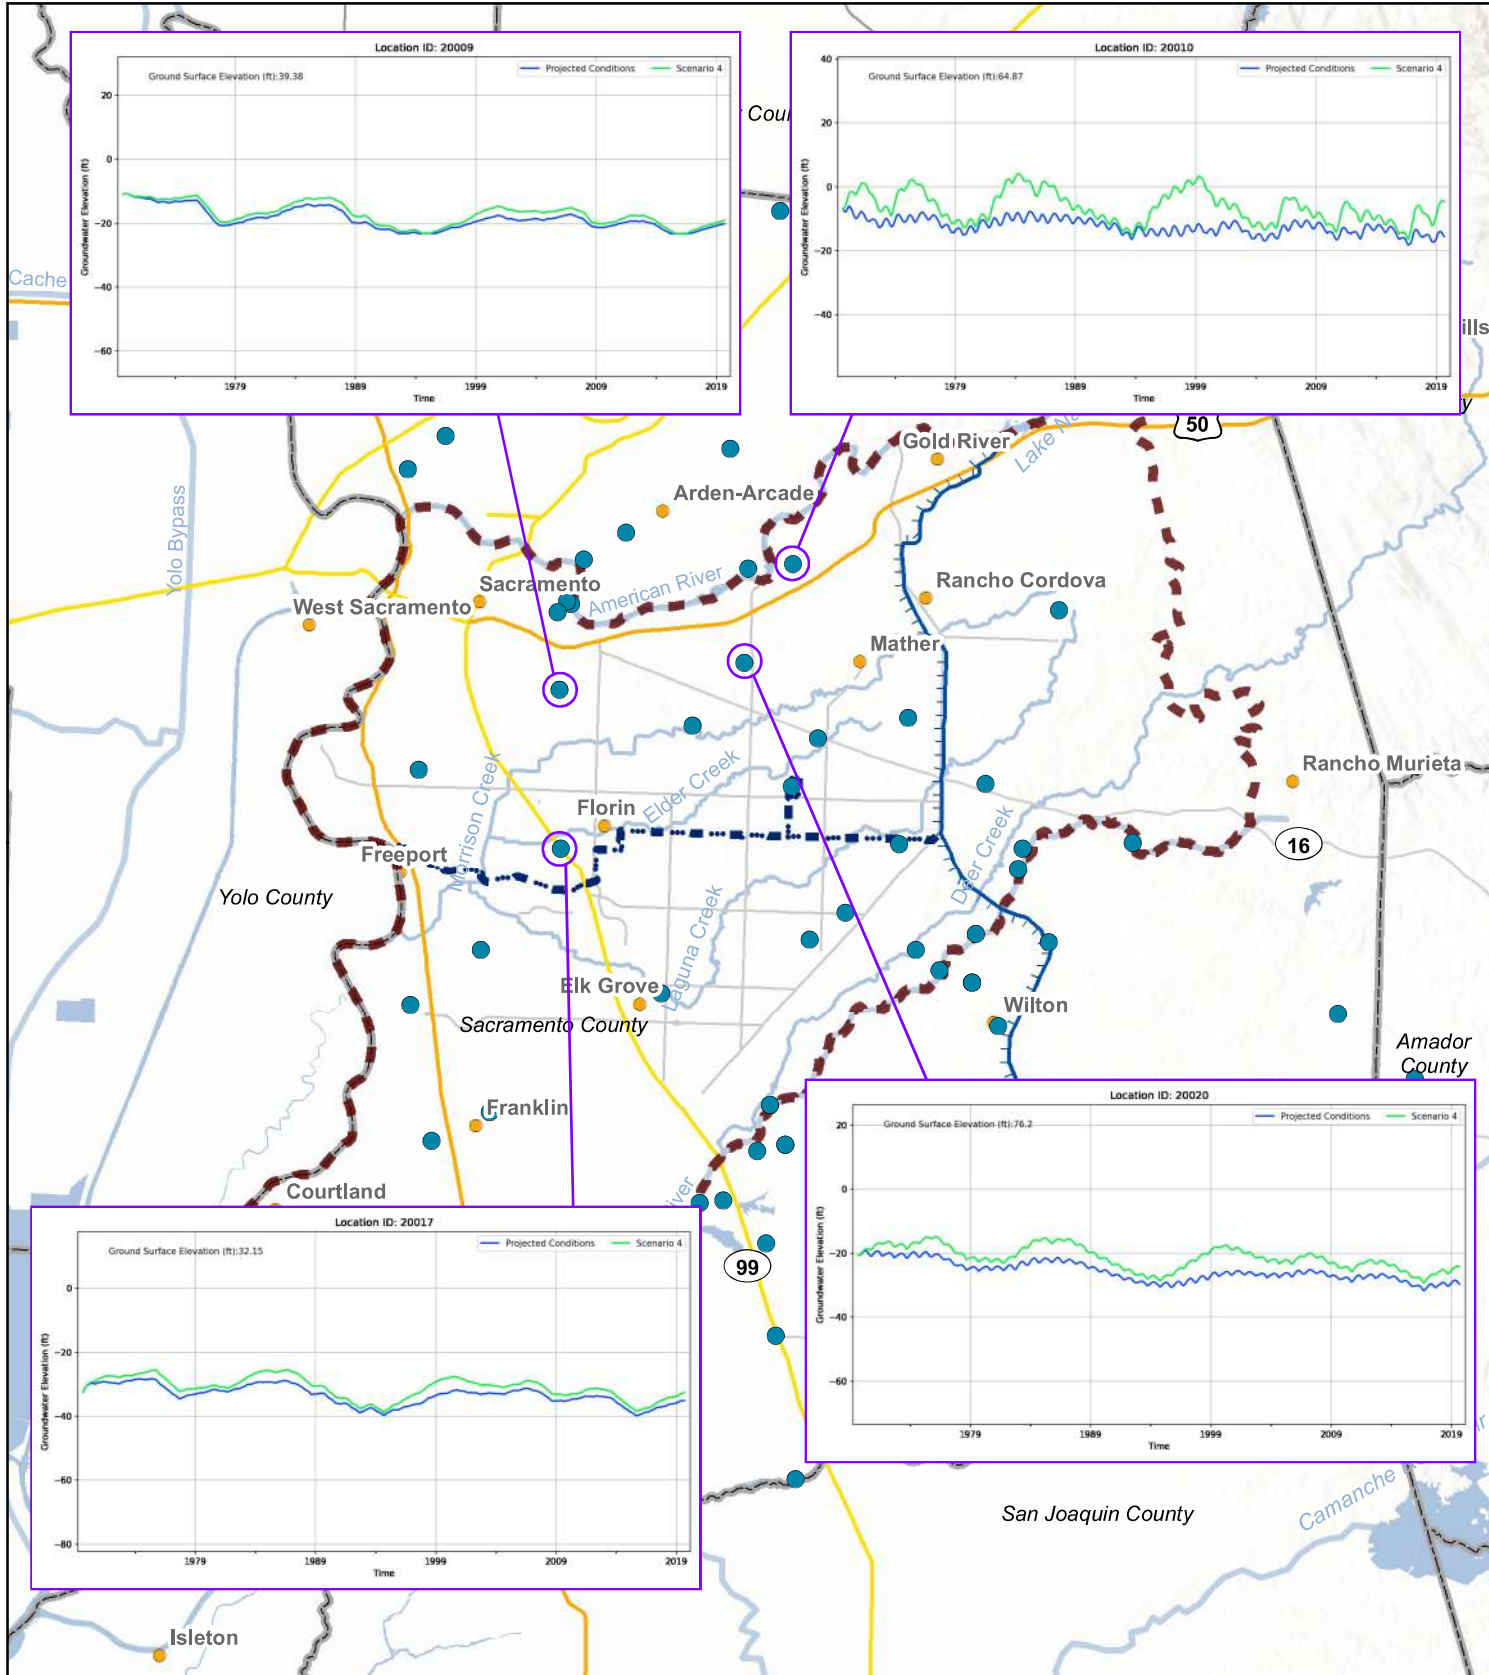 Location ID: 20009
Ground Surface Elevation (ft):39.38
Projected Conditions
Scenario 4
20
0
−20
−40
−60
Groundwater Elevation (ft)
1979
1989
1999
2009
2019
Time
Location ID: 20010
Ground Surface Elevation (ft):64.87
Projected Conditions
Scenario 4
40
20
0
−20
−40
Groundwater Elevation (ft)
1979
1989
1999
2009
2019
Time
Cache
Yolo Bypass
50
Gold River
Arden-Arcade
Sacramento
West Sacramento
American River
Rancho Cordova
Mather
Rancho Murieta
Morrison Creek
Elder Creek
Florin
Freeport
16
Deer Creek
Yolo County
Laguna Creek
Elk Grove
Sacramento County
Wilton
Amador
County
Franklin
Courtland
99
Location ID: 20020
Ground Surface Elevation (ft):76.2
Projected Conditions
Scenario 4
20
0
−20
−40
−60
Groundwater Elevation (ft)
1979
1989
1999
2009
2019
Time
Location ID: 20017
Ground Surface Elevation (ft):32.15
Projected Conditions
Scenario 4
0
−20
−40
−60
−80
Groundwater Elevation (ft)
1979
1989
1999
2009
2019
Time
San Joaquin County
Camanche
Isleton